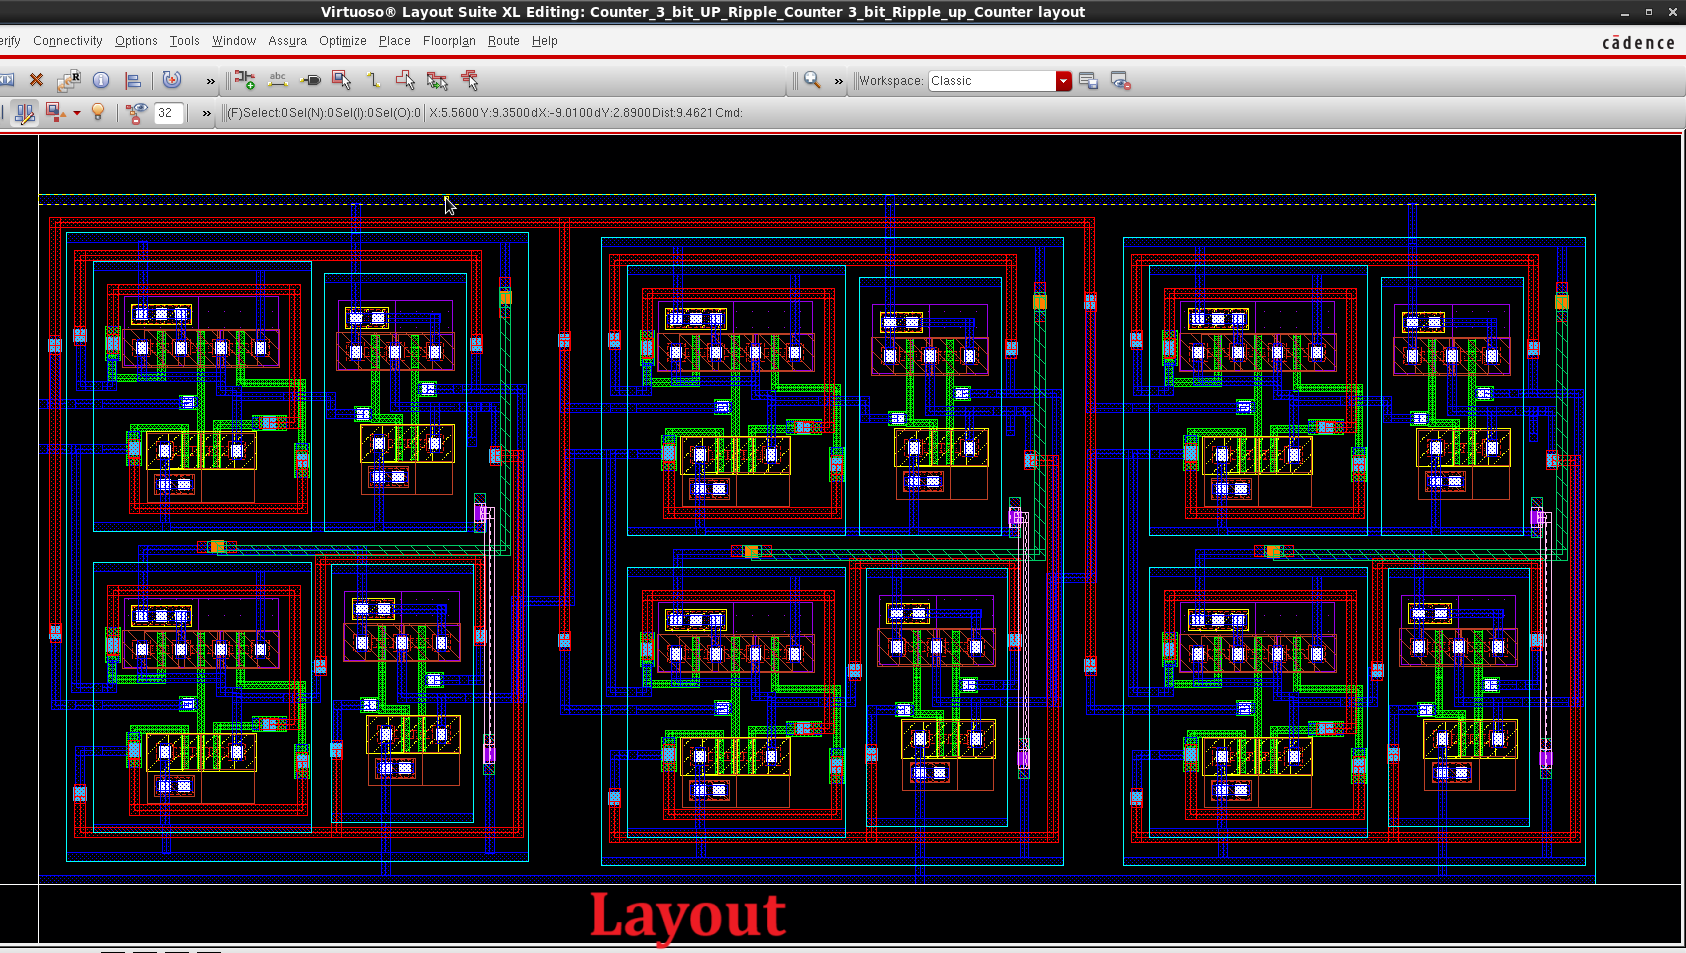 Virtuoso® Layout Suite XL Editing: Counter_3_bit_UP_Ripple_Counter 3_bit_Ripple_up_Counter layout
erify Connectivity Options Tools Window Assura Optimize Place Floorplan Route Help
cādence
R » abc » Workspace: Classic
32 » (F)Select:0 Sel(N):0 Sel(I):0 Sel(O):0 X:5.5600 Y:9.3500 dX:-9.0100 dY:2.8900 Dist:9.4621 Cmd:
Layout